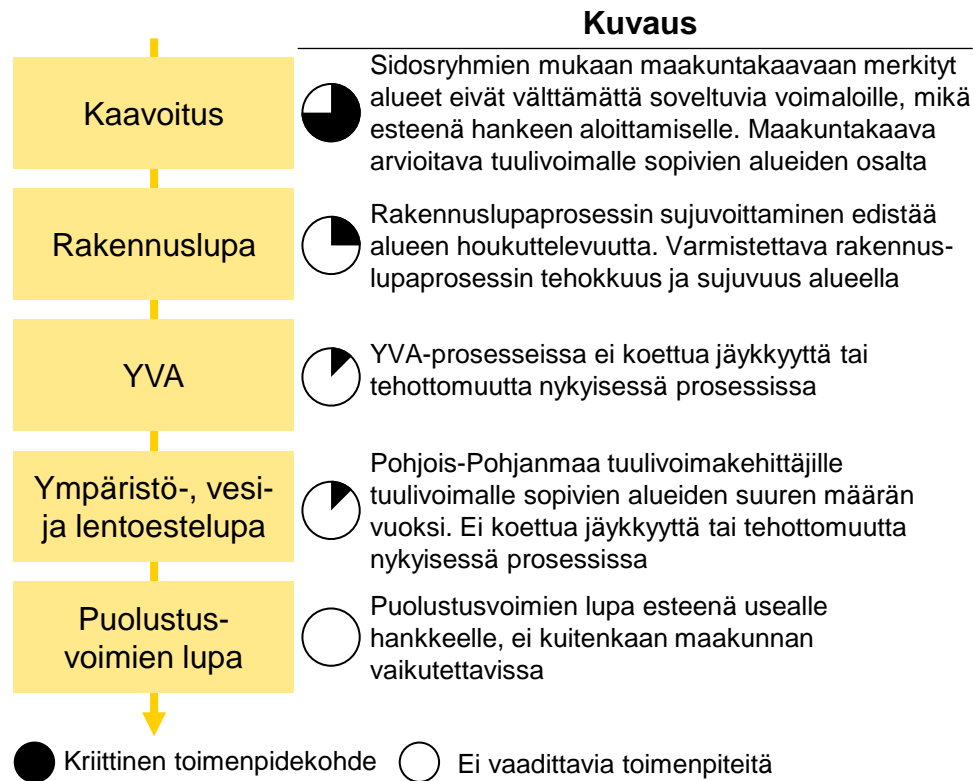 Kuvaus
Kaavoitus
Sidosryhmien mukaan maakuntakaavaan merkityt
alueet eivät välttämättä soveltuvia voimaloille, mikä
esteenä hankeen aloittamiselle. Maakuntakaava
arvioitava tuulivoimalle sopivien alueiden osalta
Rakennuslupa
Rakennuslupaprosessin sujuvoittaminen edistää
alueen houkuttelevuutta. Varmistettava rakennus-
lupaprosessin tehokkuus ja sujuvuus alueella
YVA
YVA-prosesseissa ei koettua jäykkyyttä tai
tehottomuutta nykyisessä prosessissa
Ympäristö-, vesi-
ja lentoestelupa
Pohjois-Pohjanmaa tuulivoimakehittäjille
tuulivoimalle sopivien alueiden suuren määrän
vuoksi. Ei koettua jäykkyyttä tai tehottomuutta
nykyisessä prosessissa
Puolustus-
voimien lupa
Puolustusvoimien lupa esteenä usealle
hankkeelle, ei kuitenkaan maakunnan
vaikutettavissa
Kriittinen toimenpidekohde
Ei vaadittavia toimenpiteitä